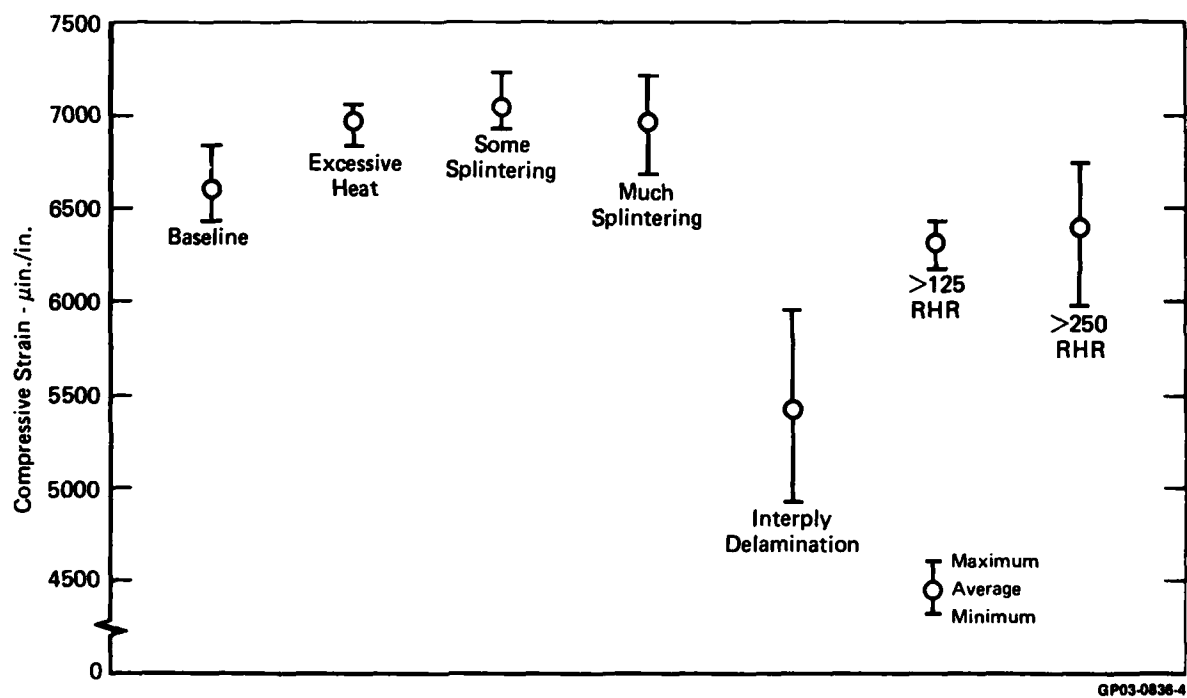 7500
7000
6500
6000
5500
5000
4500
0
Compressive Strain - μin./in.
Baseline
Excessive
Heat
Some
Splintering
Much
Splintering
Interply
Delamination
>125
RHR
>250
RHR
Maximum
Average
Minimum
GP03-0836-4